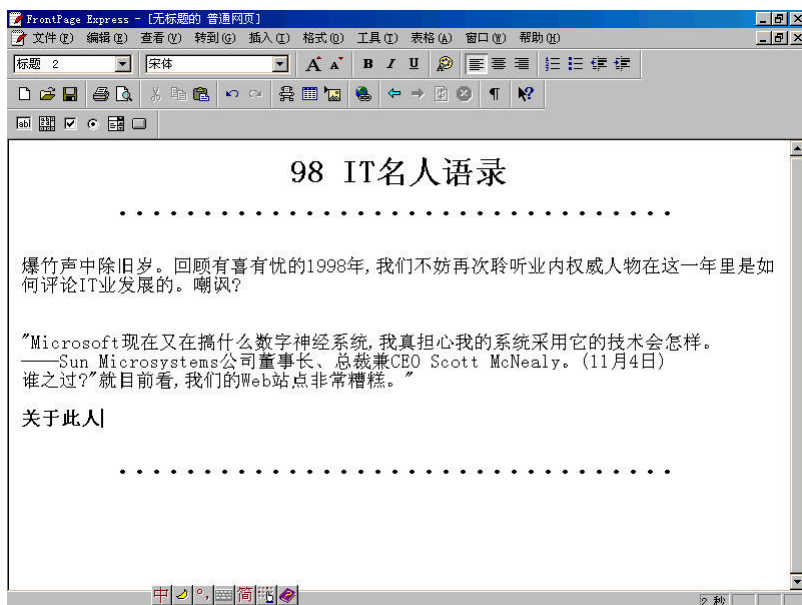 FrontPage Express - [无标题的 普通网页]
文件(F) 编辑(E) 查看(V) 转到(G) 插入(I) 格式(O) 工具(T) 表格(A) 窗口(W) 帮助(H)
标题 2 宋体 A A B I U
abl
98 IT名人语录
爆竹声中除旧岁。回顾有喜有忧的1998年,我们不妨再次聆听业内权威人物在这一年里是如
何评论IT业发展的。嘲讽?
"Microsoft现在又在搞什么数字神经系统,我真担心我的系统采用它的技术会怎样。
——Sun Microsystems公司董事长、总裁兼CEO Scott McNealy。(11月4日)
谁之过?"就目前看,我们的Web站点非常糟糕。"
关于此人
中 简
2 秒